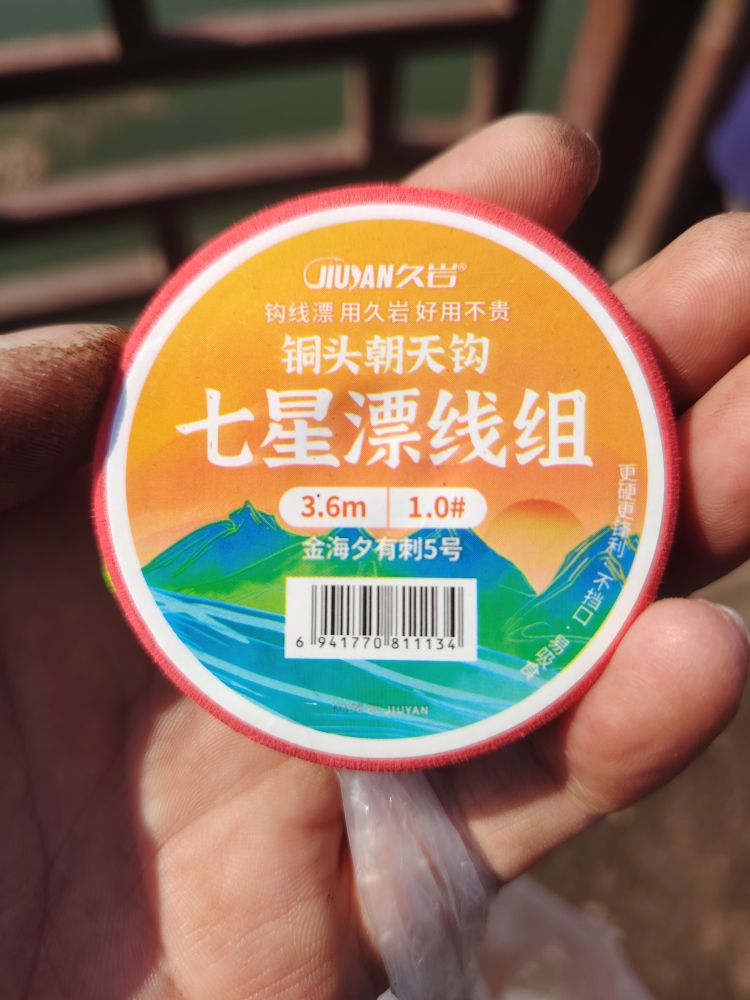 JIUYAN久岩®
钩线漂 用久岩 好用不贵
铜头朝天钩
七星漂线组
3.6m 1.0#
金海夕有刺5号
更硬更锋利，不挡口，易吸食
6 941770 811134
JIUYAN